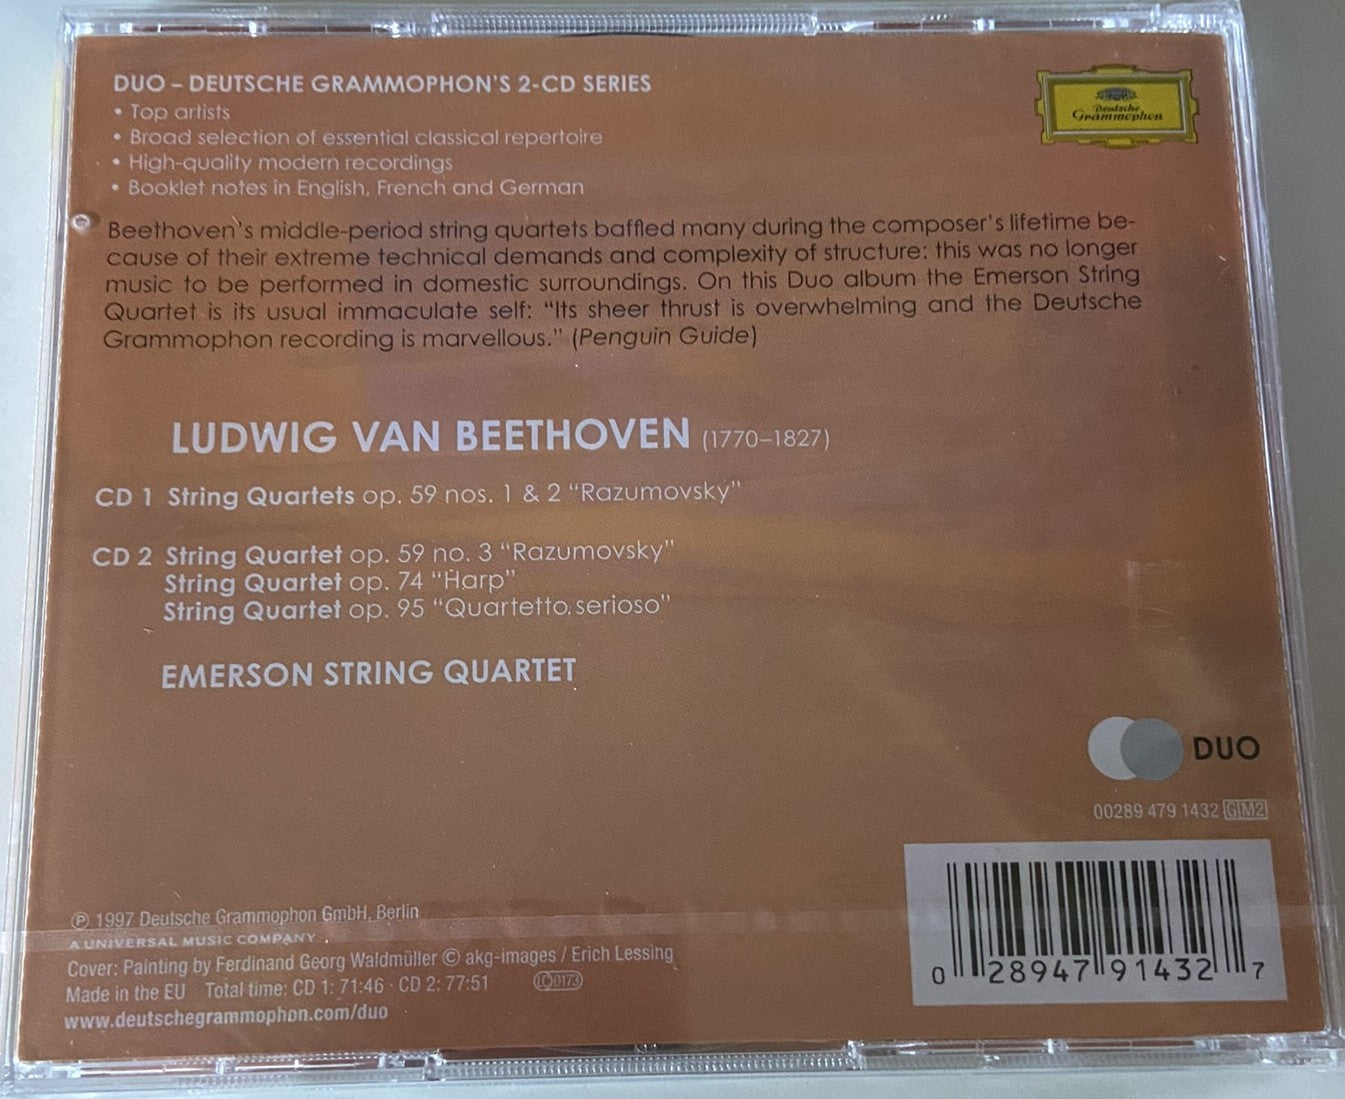 DUO – DEUTSCHE GRAMMOPHON'S 2-CD SERIES
• Top artists
• Broad selection of essential classical repertoire
• High-quality modern recordings
• Booklet notes in English, French and German
Deutsche
Grammophon
Beethoven's middle-period string quartets baffled many during the composer's lifetime be-
cause of their extreme technical demands and complexity of structure: this was no longer
music to be performed in domestic surroundings. On this Duo album the Emerson String
Quartet is its usual immaculate self: “Its sheer thrust is overwhelming and the Deutsche
Grammophon recording is marvellous.” (Penguin Guide)
LUDWIG VAN BEETHOVEN (1770–1827)
CD 1 String Quartets op. 59 nos. 1 & 2 “Razumovsky”
CD 2 String Quartet op. 59 no. 3 “Razumovsky”
String Quartet op. 74 “Harp”
String Quartet op. 95 “Quartetto serioso”
EMERSON STRING QUARTET
DUO
00289 479 1432 GM2
℗ 1997 Deutsche Grammophon GmbH, Berlin
A UNIVERSAL MUSIC COMPANY
Cover: Painting by Ferdinand Georg Waldmüller © akg-images / Erich Lessing
Made in the EU Total time: CD 1: 71:46 · CD 2: 77:51 LC 0173
www.deutschegrammophon.com/duo
0 28947 91432 7